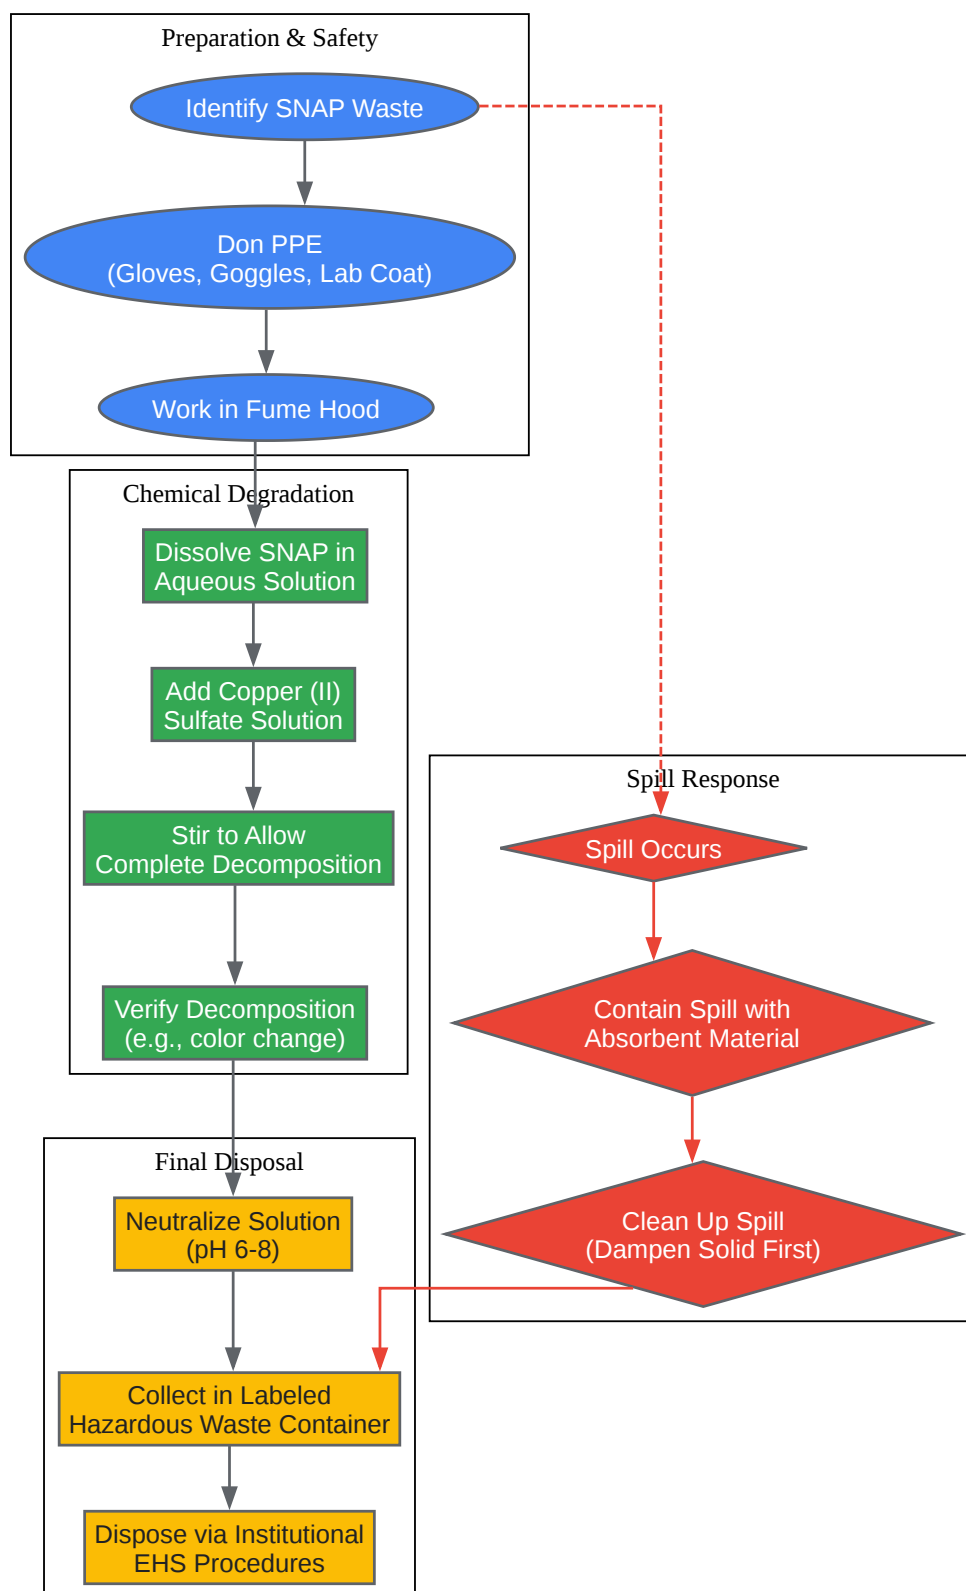 Preparation & Safety
Identify SNAP Waste
Don PPE
(Gloves, Goggles, Lab Coat)
Work in Fume Hood
Chemical Degradation
Dissolve SNAP in
Aqueous Solution
Add Copper (II)
Sulfate Solution
Stir to Allow
Complete Decomposition
Verify Decomposition
(e.g., color change)
Spill Response
Spill Occurs
Contain Spill with
Absorbent Material
Clean Up Spill
(Dampen Solid First)
Final Disposal
Neutralize Solution
(pH 6-8)
Collect in Labeled
Hazardous Waste Container
Dispose via Institutional
EHS Procedures